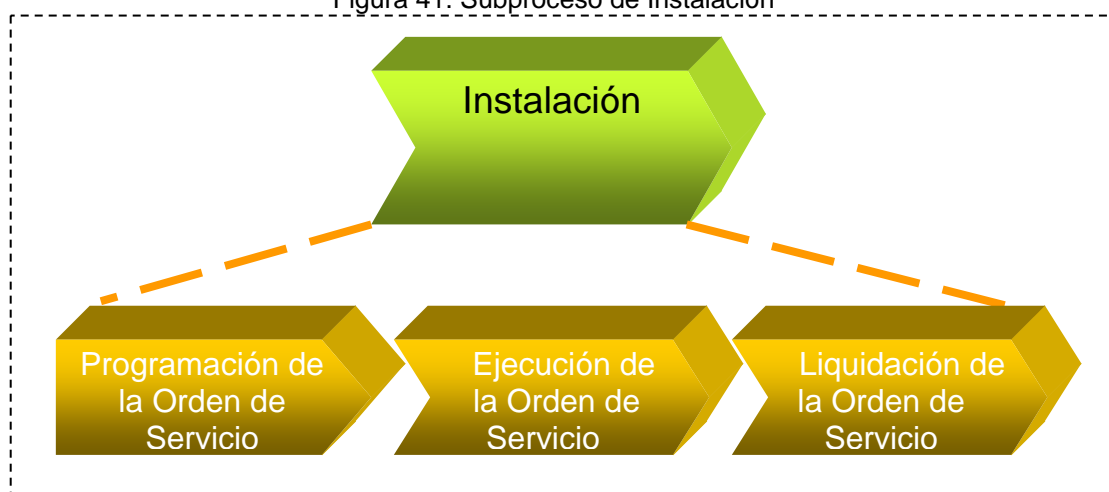 Figura 41: Subproceso de Instalación
Instalación
Programación de
la Orden de
Servicio
Ejecución de
la Orden de
Servicio
Liquidación de
la Orden de
Servicio